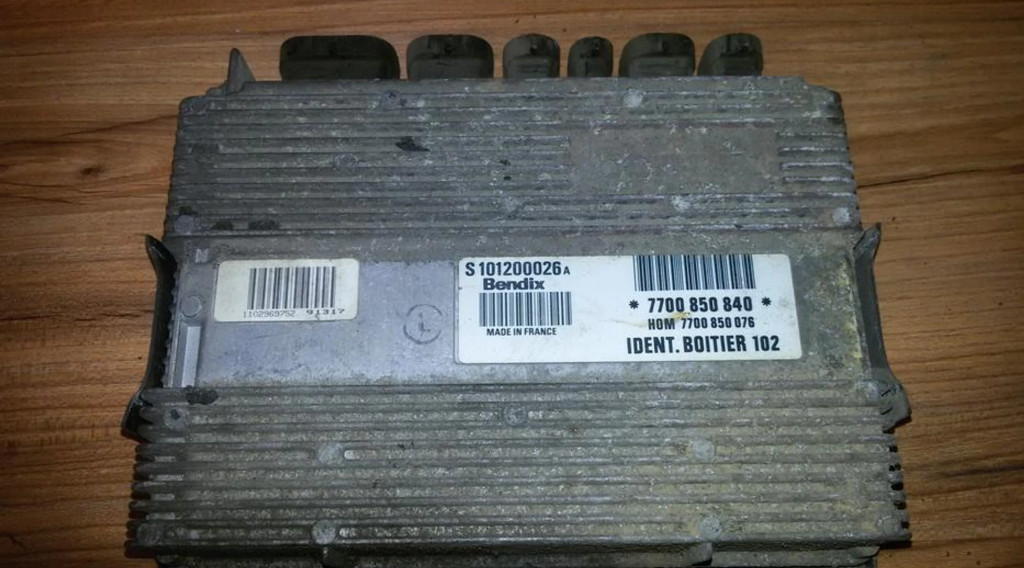 1102969752 91317
S101200026A
Bendix
MADE IN FRANCE
* 7700 850 840 *
HOM 7700 850 076
IDENT. BOITIER 102